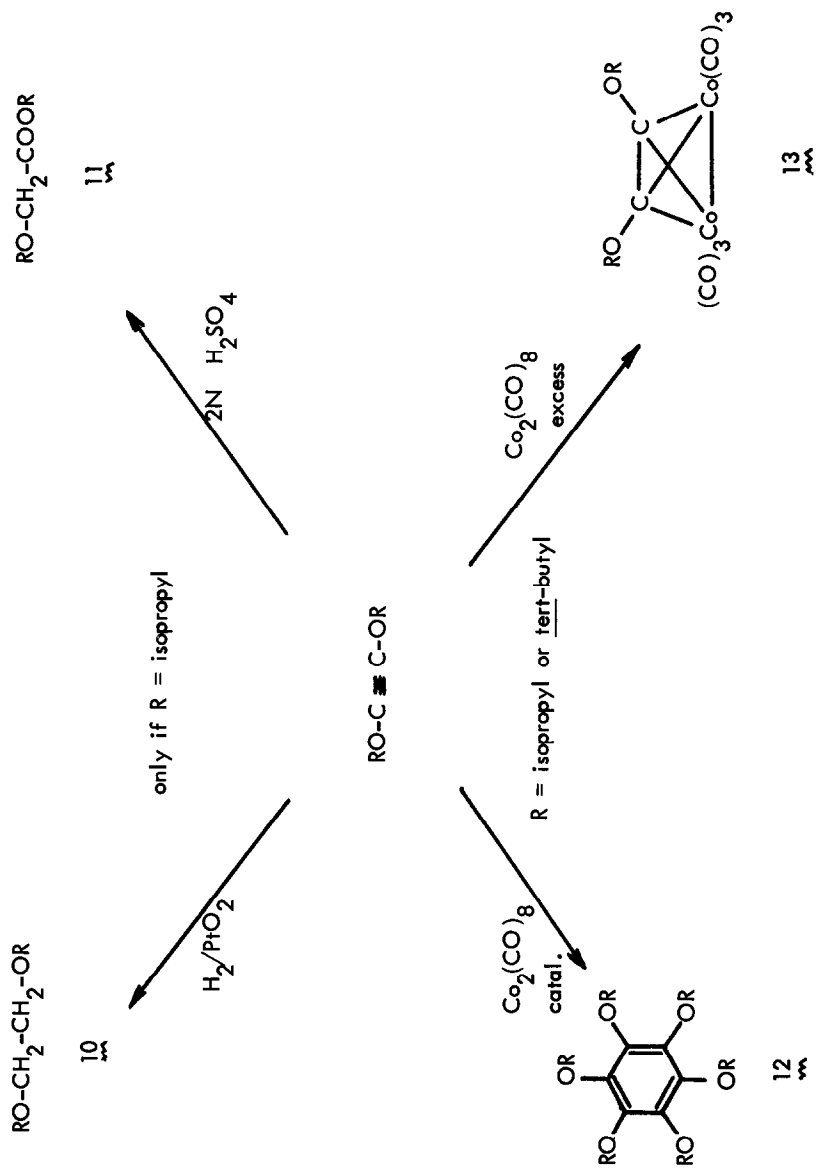 RO-CH₂-CH₂-OR
RO-CH₂-COOR
10
11
only if R = isopropyl
H₂/PtO₂
2N H₂SO₄
RO-C≡C-OR
Co₂(CO)₈
catal.
Co₂(CO)₈
excess
R = isopropyl or tert-butyl
OR
RO
OR
RO
OR
OR
12
RO
OR
C
C
(CO)₃Co
Co(CO)₃
13